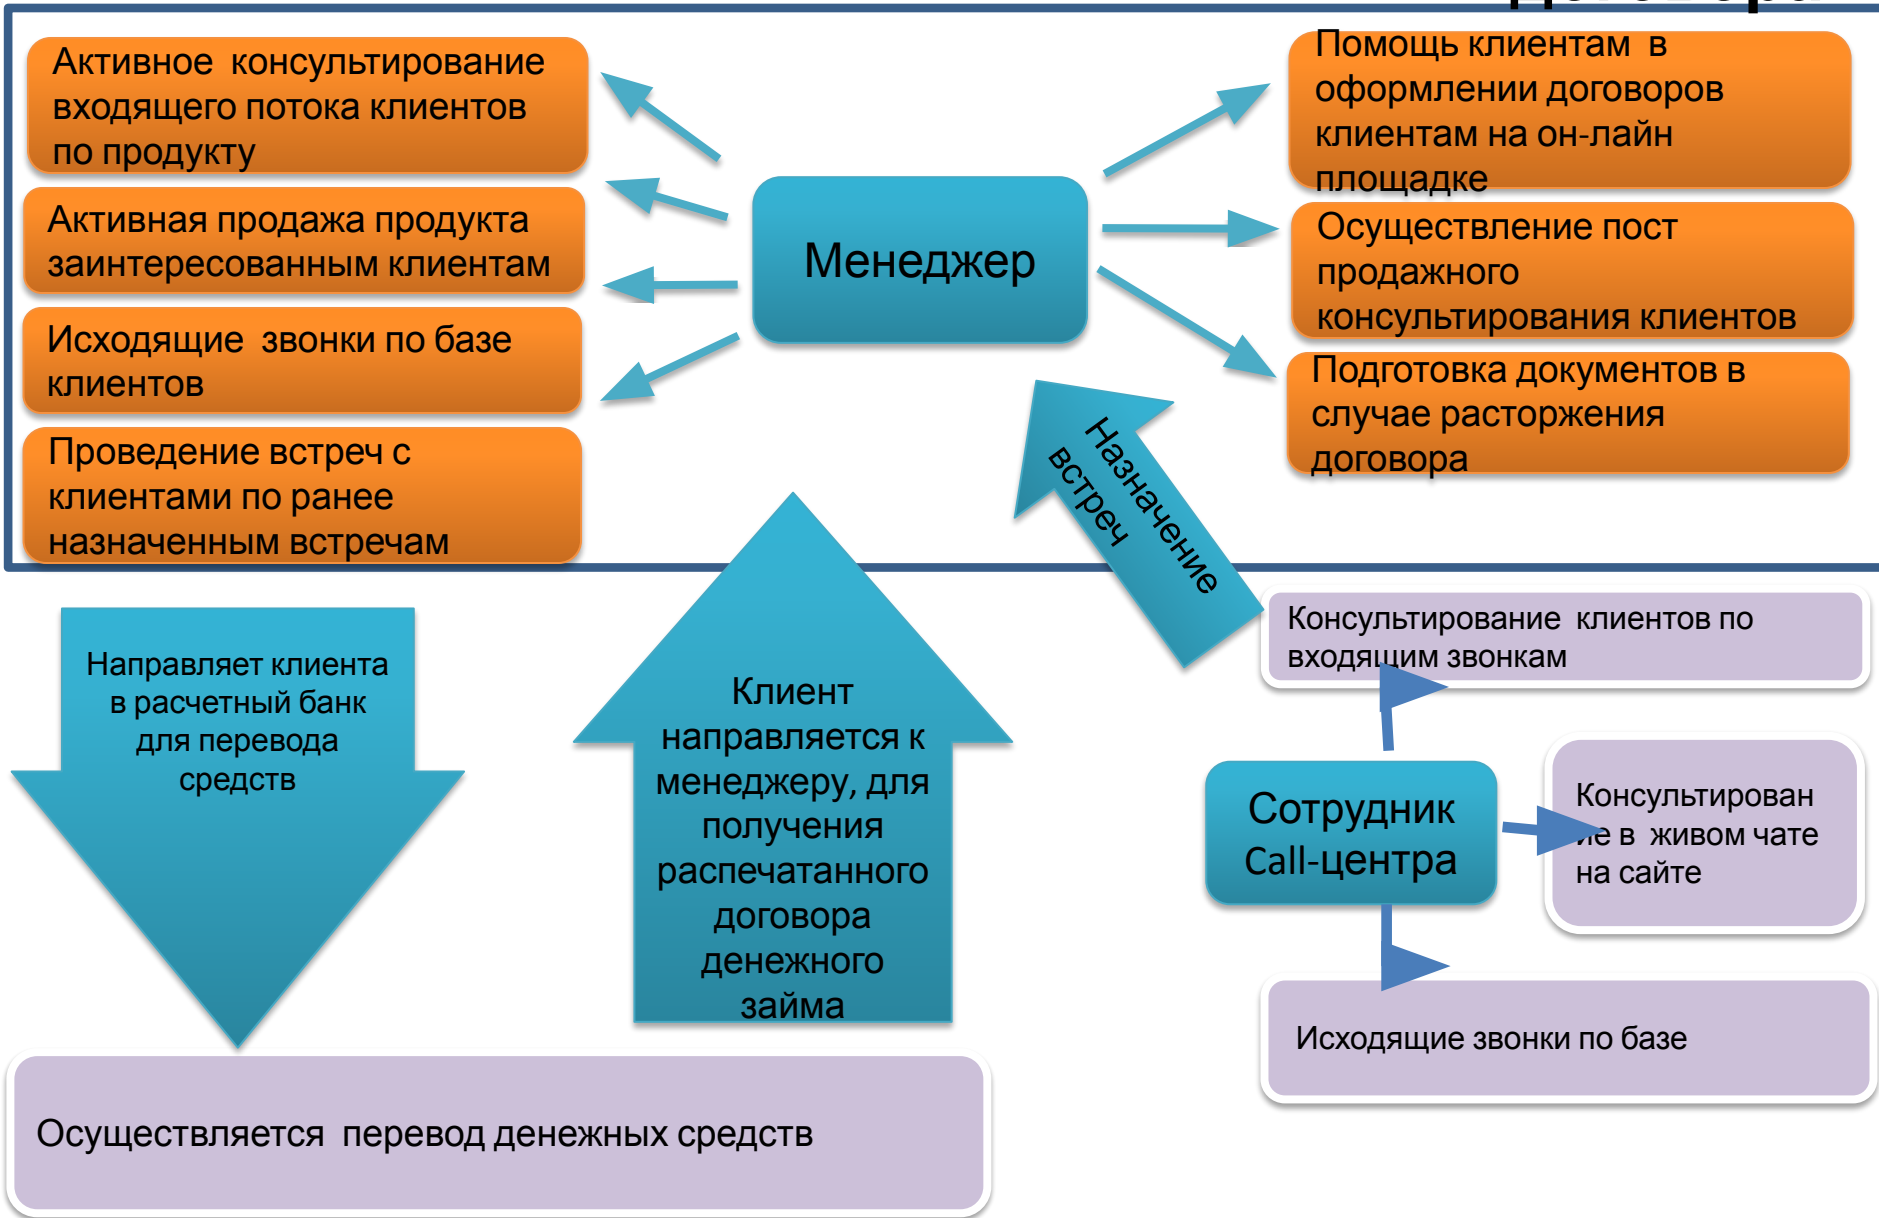 Активное консультирование
входящего потока клиентов
по продукту
Активная продажа продукта
заинтересованным клиентам
Исходящие звонки по базе
клиентов
Проведение встреч с
клиентами по ранее
назначенным встречам
Менеджер
Помощь клиентам в
оформлении договоров
клиентам на он-лайн
площадке
Осуществление пост
продажного
консультирования клиентов
Подготовка документов в
случае расторжения
договора
Назначение
встреч
Направляет клиента
в расчетный банк
для перевода
средств
Клиент
направляется к
менеджеру, для
получения
распечатанного
договора
денежного
займа
Консультирование клиентов по
входящим звонкам
Сотрудник
Call-центра
Консультирован
ие в живом чате
на сайте
Исходящие звонки по базе
Осуществляется перевод денежных средств